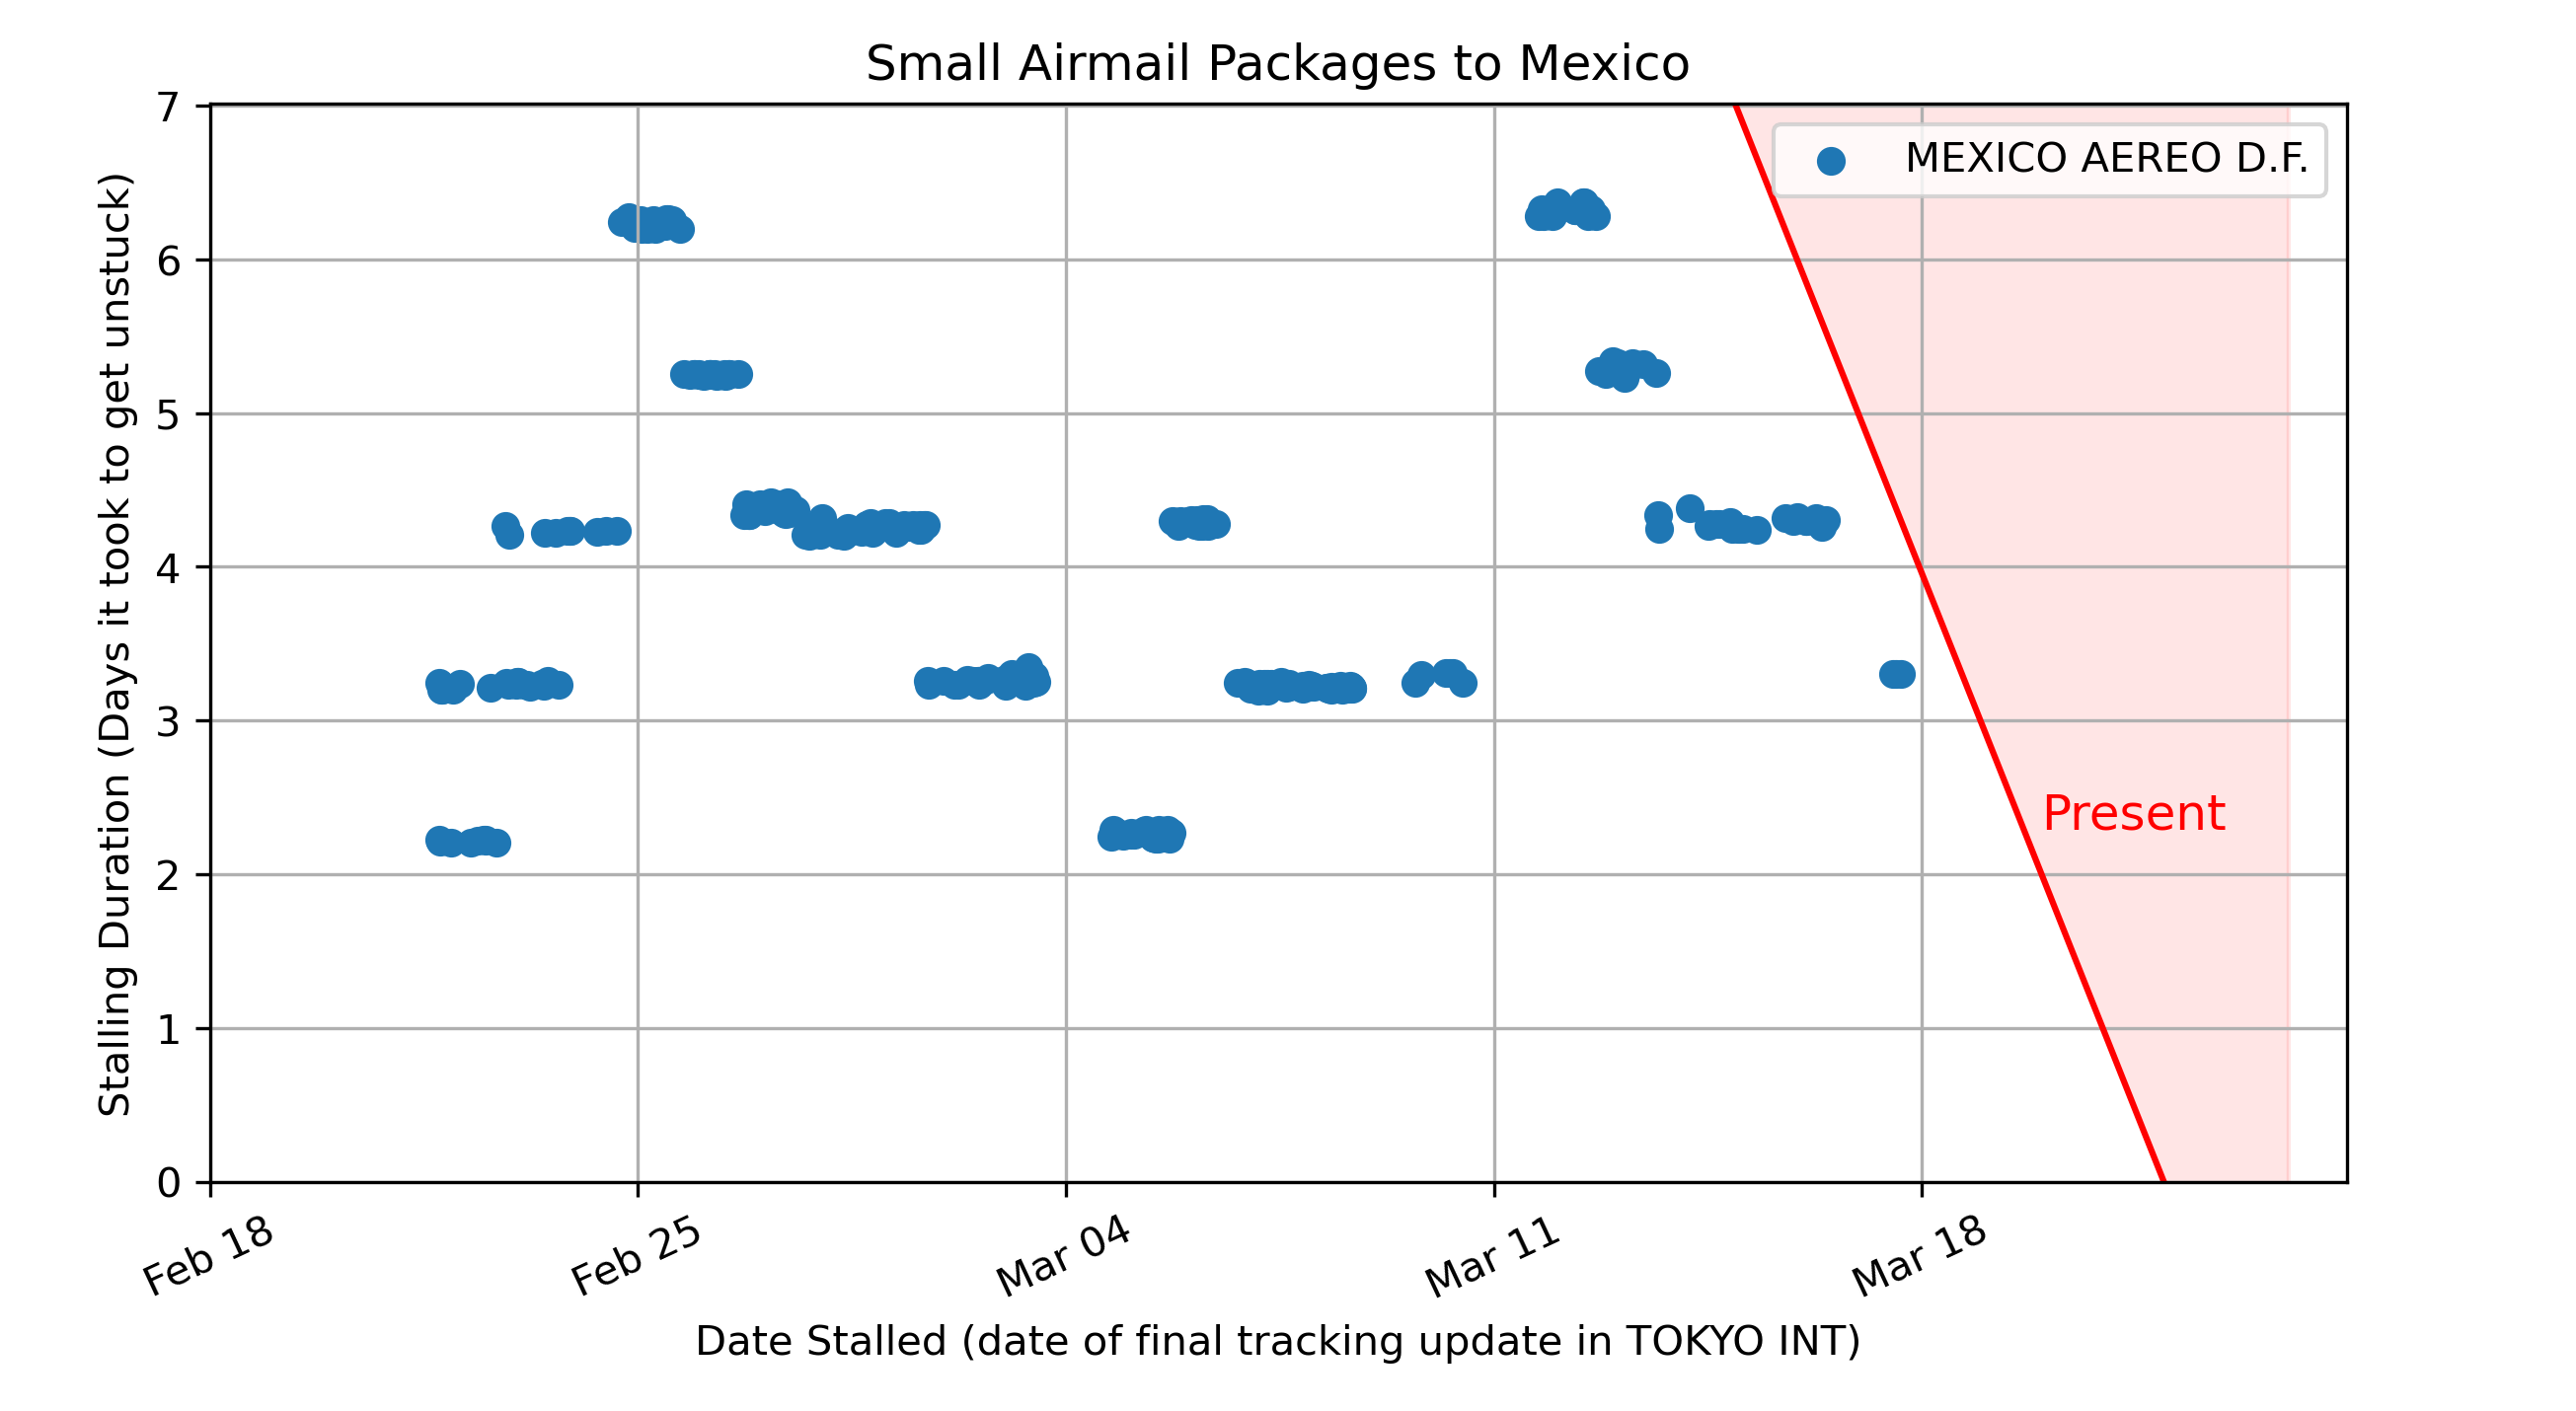 Small Airmail Packages to Mexico
MEXICO AEREO D.F.
Stalling Duration (Days it took to get unstuck)
7
6
5
4
3
2
1
0
Present
Feb 18
Feb 25
Mar 04
Mar 11
Mar 18
Date Stalled (date of final tracking update in TOKYO INT)